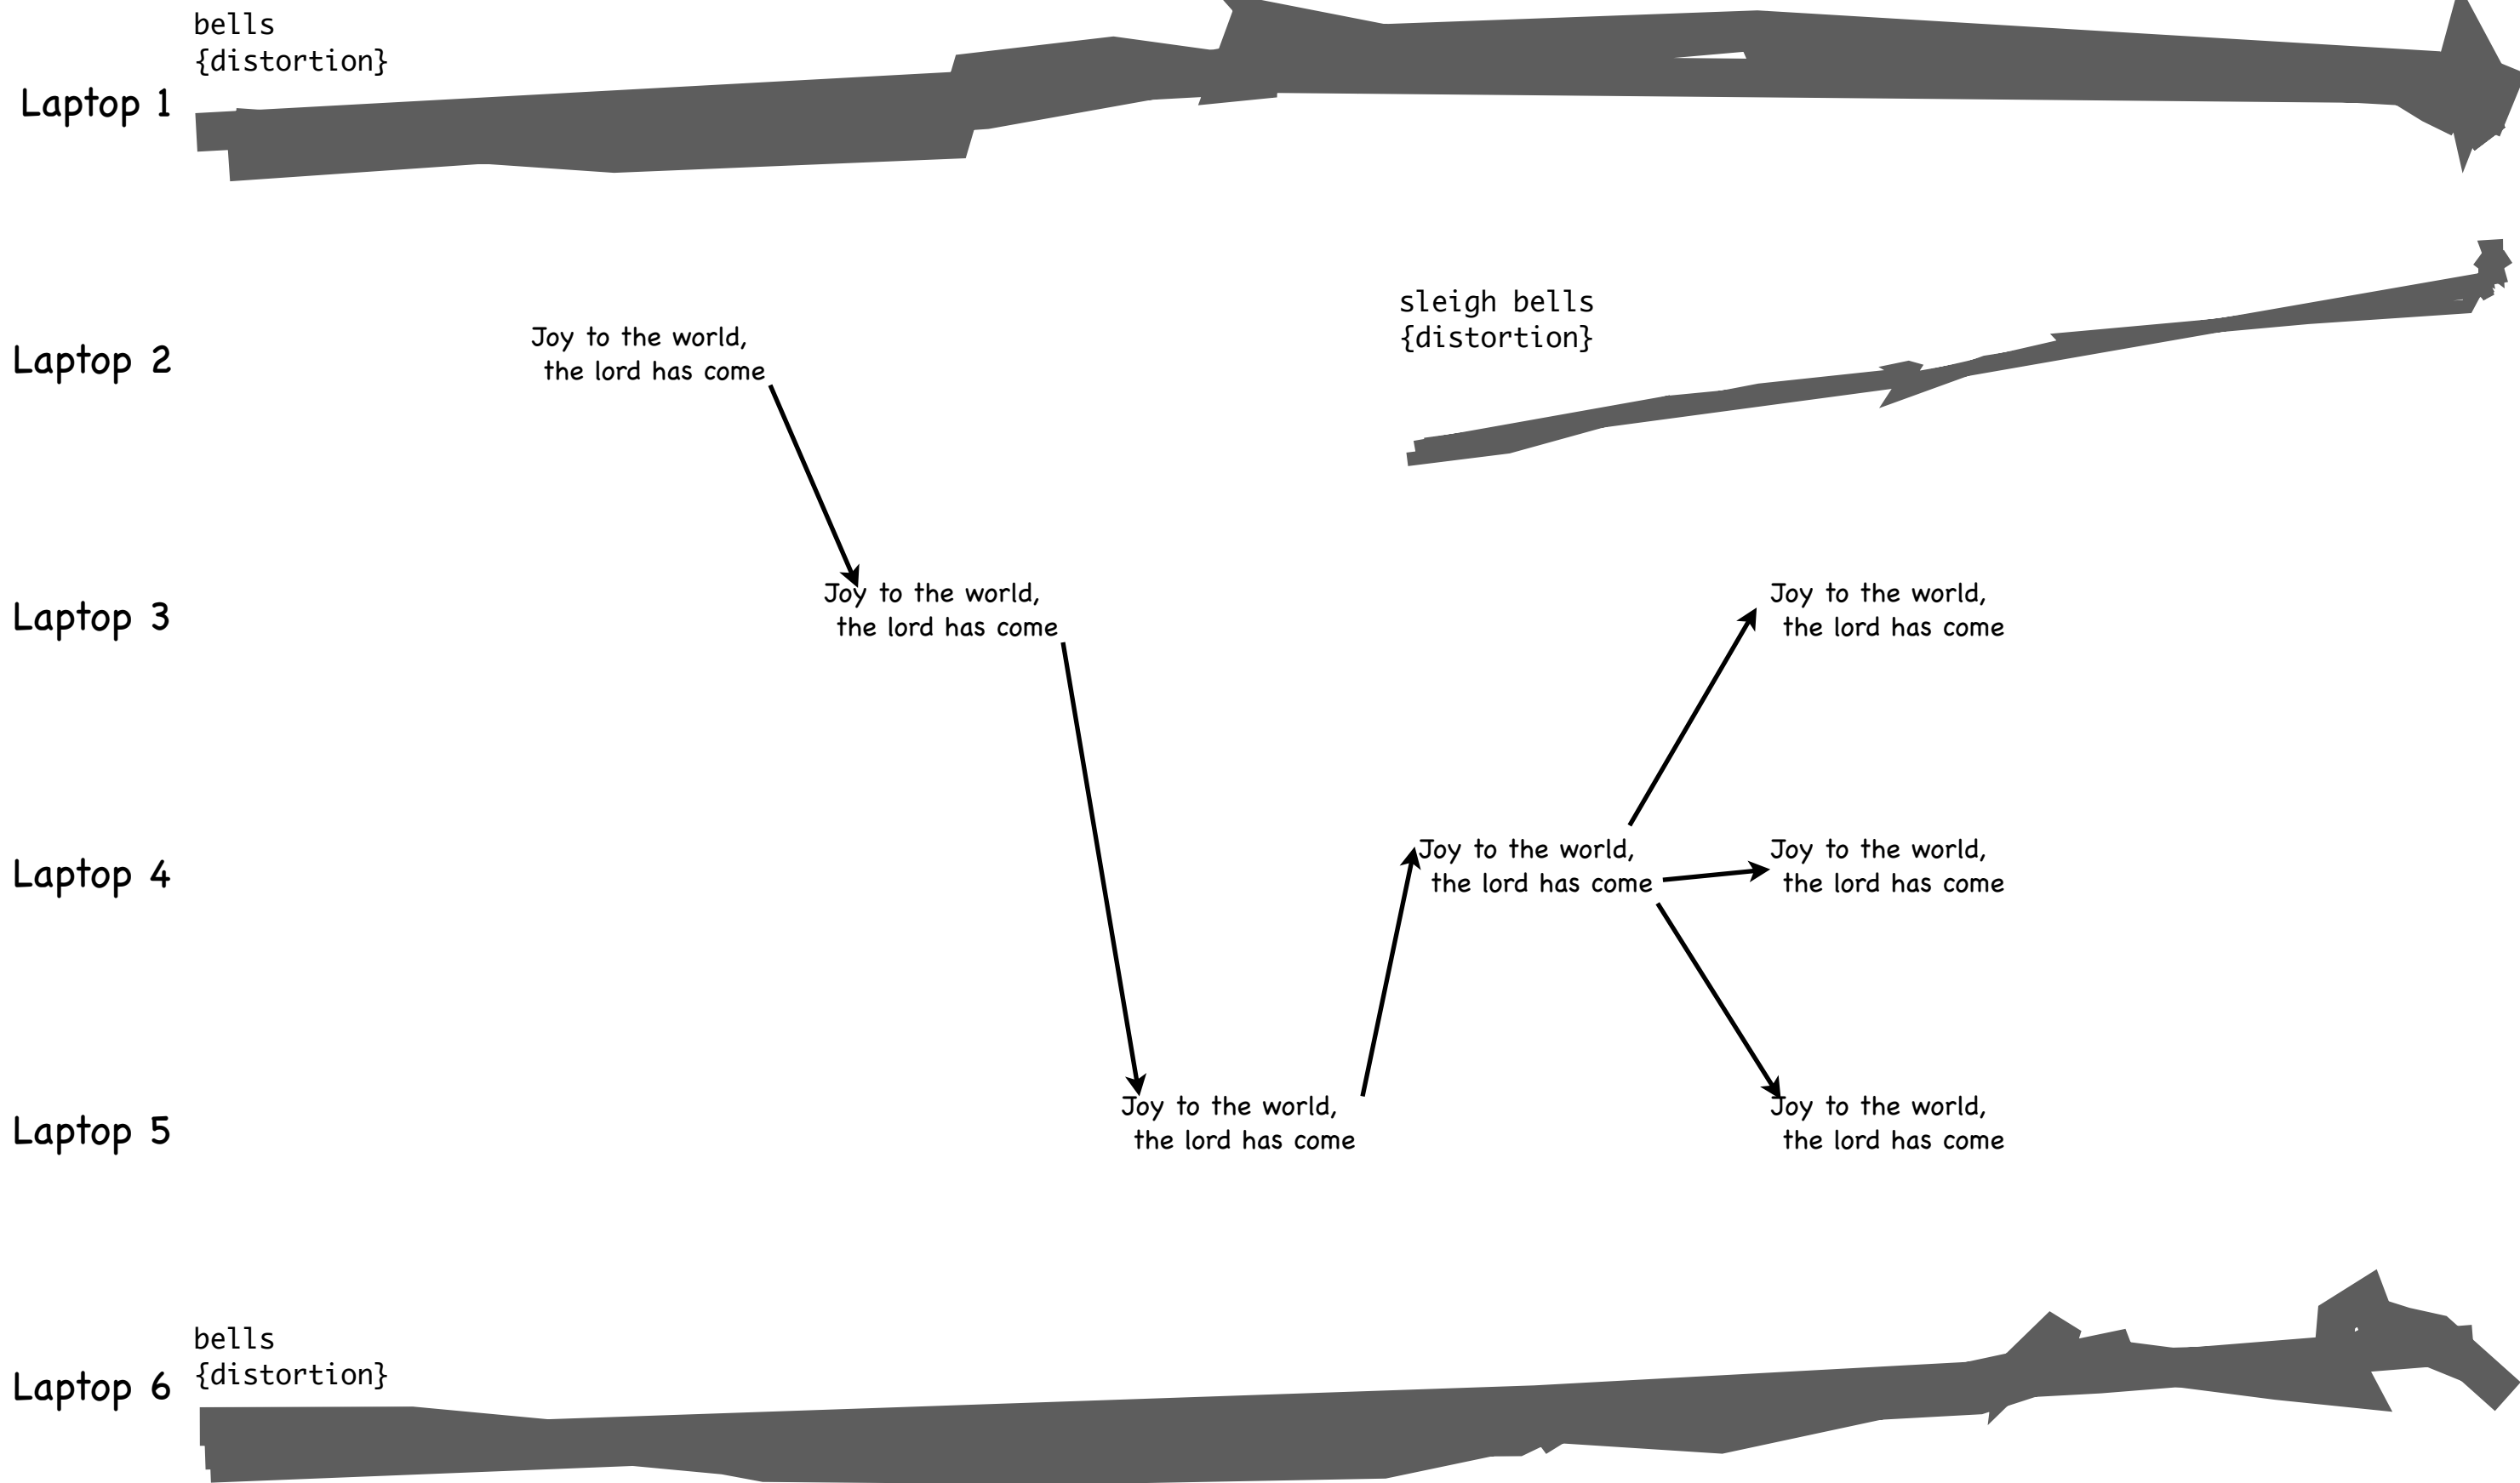 bells
{distortion}
Laptop 1
sleigh bells
{distortion}
Joy to the world,
the lord has come
Laptop 2
Joy to the world,
the lord has come
Joy to the world,
the lord has come
Laptop 3
Joy to the world,
the lord has come
Joy to the world,
the lord has come
Laptop 4
Joy to the world,
the lord has come
Joy to the world,
the lord has come
Laptop 5
bells
{distortion}
Laptop 6